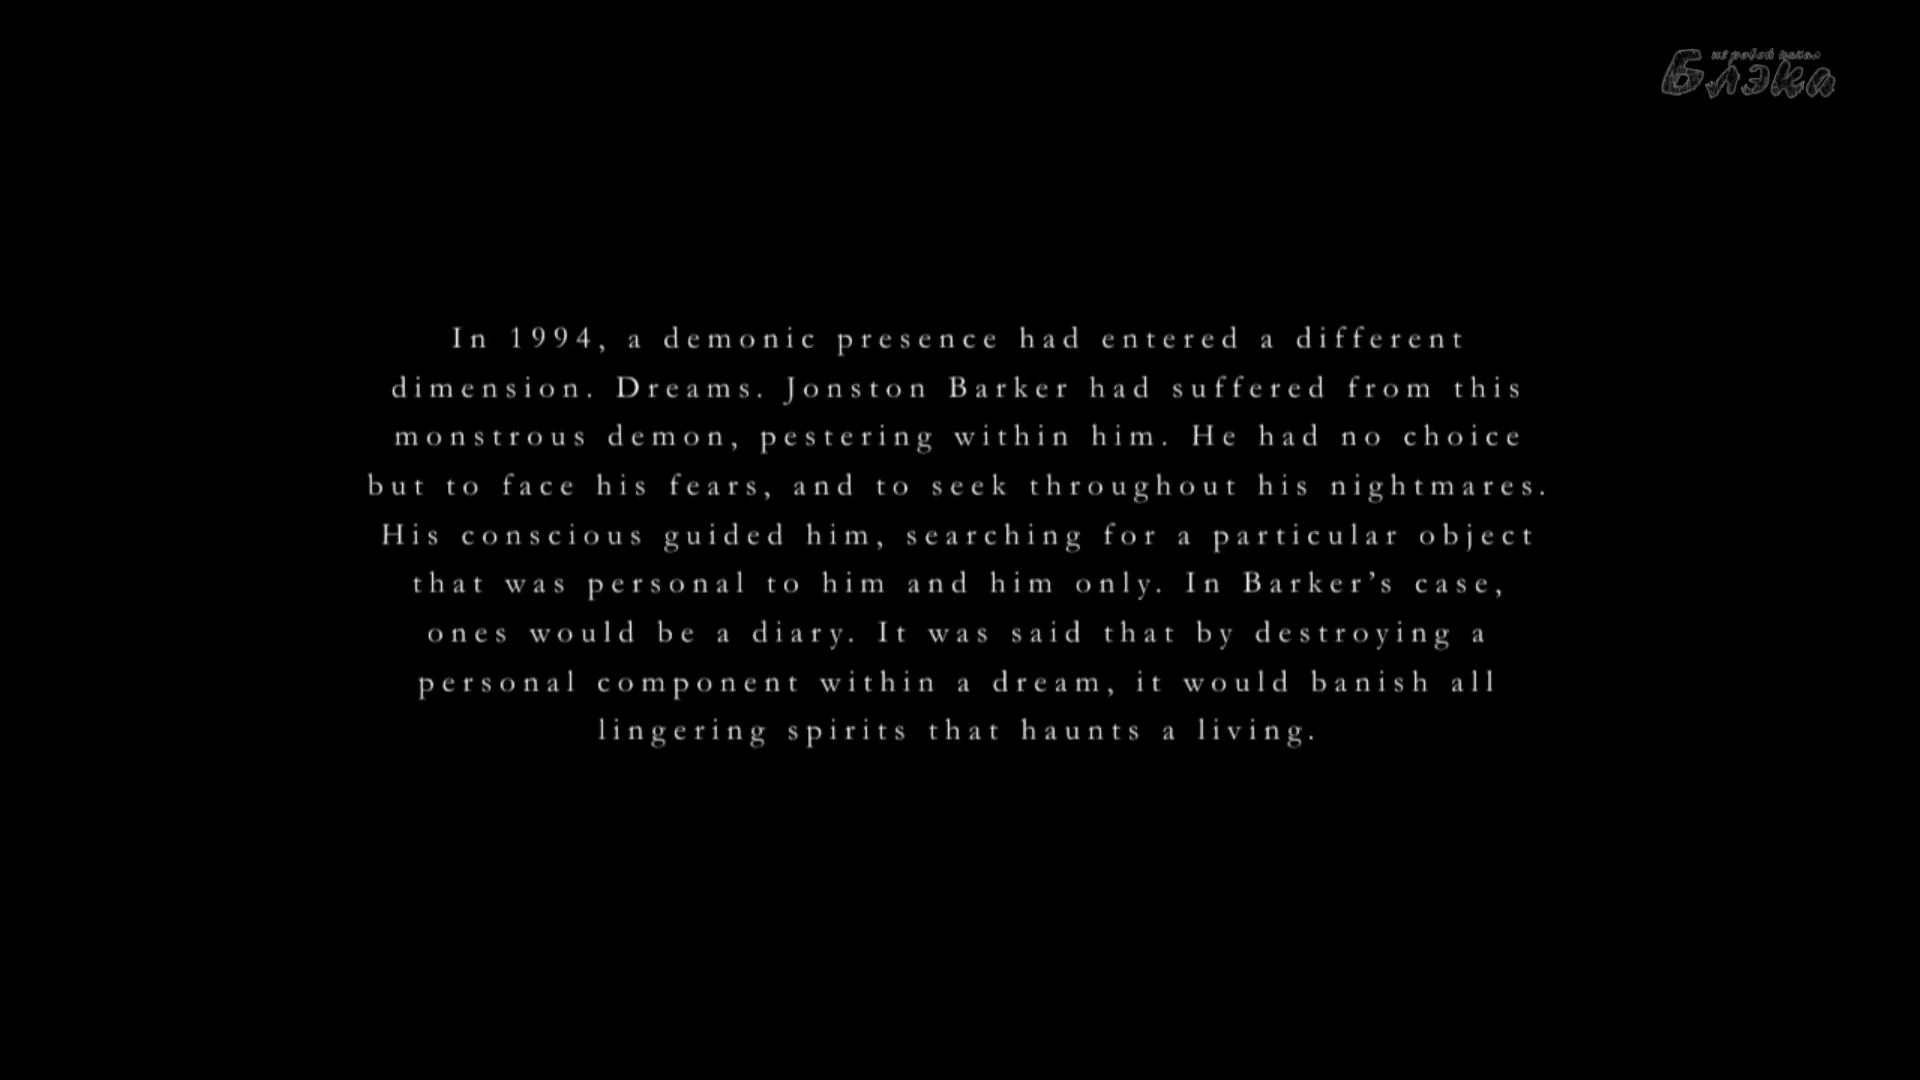 игровой канал
Блэка
In 1994, a demonic presence had entered a different
dimension. Dreams. Jonston Barker had suffered from this
monstrous demon, pestering within him. He had no choice
but to face his fears, and to seek throughout his nightmares.
His conscious guided him, searching for a particular object
that was personal to him and him only. In Barker’s case,
ones would be a diary. It was said that by destroying a
personal component within a dream, it would banish all
lingering spirits that haunts a living.